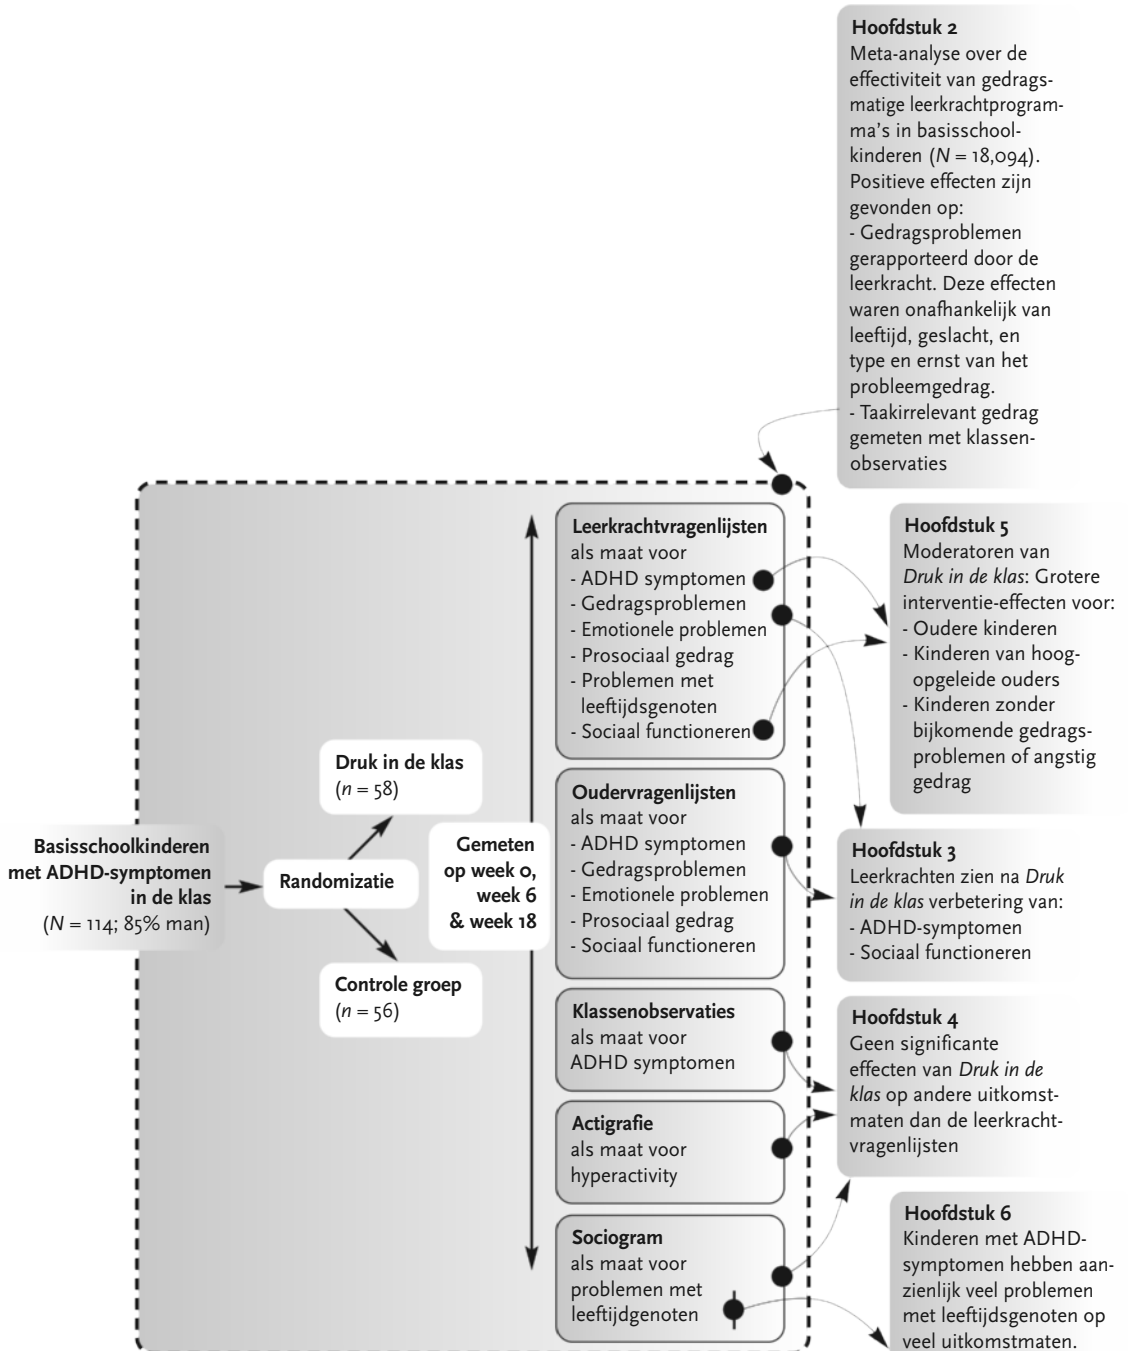 Hoofdstuk 2
Meta-analyse over de
effectiviteit van gedrags-
matige leerkrachtprogram-
ma's in basisschool-
kinderen (N = 18,094).
Positieve effecten zijn
gevonden op:
- Gedragsproblemen
gerapporteerd door de
leerkracht. Deze effecten
waren onafhankelijk van
leeftijd, geslacht, en
type en ernst van het
probleemgedrag.
- Taakirrelevant gedrag
gemeten met klassen-
observaties
Basisschoolkinderen
met ADHD-symptomen
in de klas
(N = 114; 85% man)
Randomizatie
Druk in de klas
(n = 58)
Controle groep
(n = 56)
Gemeten
op week 0,
week 6
& week 18
Leerkrachtvragenlijsten
als maat voor
- ADHD symptomen
- Gedragsproblemen
- Emotionele problemen
- Prosociaal gedrag
- Problemen met
leeftijdsgenoten
- Sociaal functioneren
Oudervragenlijsten
als maat voor
- ADHD symptomen
- Gedragsproblemen
- Emotionele problemen
- Prosociaal gedrag
- Sociaal functioneren
Klassenobservaties
als maat voor
ADHD symptomen
Actigrafie
als maat voor
hyperactivity
Sociogram
als maat voor
problemen met
leeftijdgenoten
Hoofdstuk 5
Moderatoren van
Druk in de klas: Grotere
interventie-effecten voor:
- Oudere kinderen
- Kinderen van hoog-
opgeleide ouders
- Kinderen zonder
bijkomende gedrags-
problemen of angstig
gedrag
Hoofdstuk 3
Leerkrachten zien na Druk
in de klas verbetering van:
- ADHD-symptomen
- Sociaal functioneren
Hoofdstuk 4
Geen significante
effecten van Druk in de
klas op andere uitkomst-
maten dan de leerkracht-
vragenlijsten
Hoofdstuk 6
Kinderen met ADHD-
symptomen hebben aan-
zienlijk veel problemen
met leeftijdsgenoten op
veel uitkomstmaten.